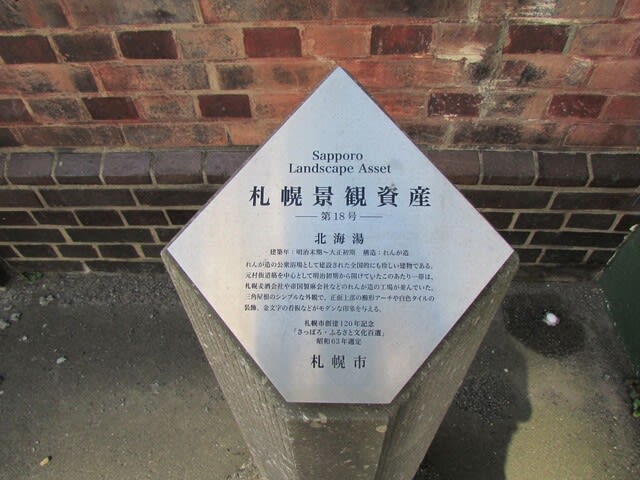 Sapporo
Landscape Asset
札幌景観資産
第18号
北海湯
建築年:明治末期～大正初期 構造:れんが造
れんが造の公衆浴場として建設された全国的にも珍しい建物である。
元村街道筋を中心として明治初期から開けていたこのあたり一帯は、
札幌麦酒会社や帝国製麻会社などのれんが造の工場が並んでいた。
三角屋根のシンプルな外観で、正面上部の櫛形アーチや白色タイルの
装飾、金文字の看板などがモダンな印象を与える。
札幌市創建120年記念
「さっぽろ・ふるさと文化百選」
昭和63年選定
札幌市